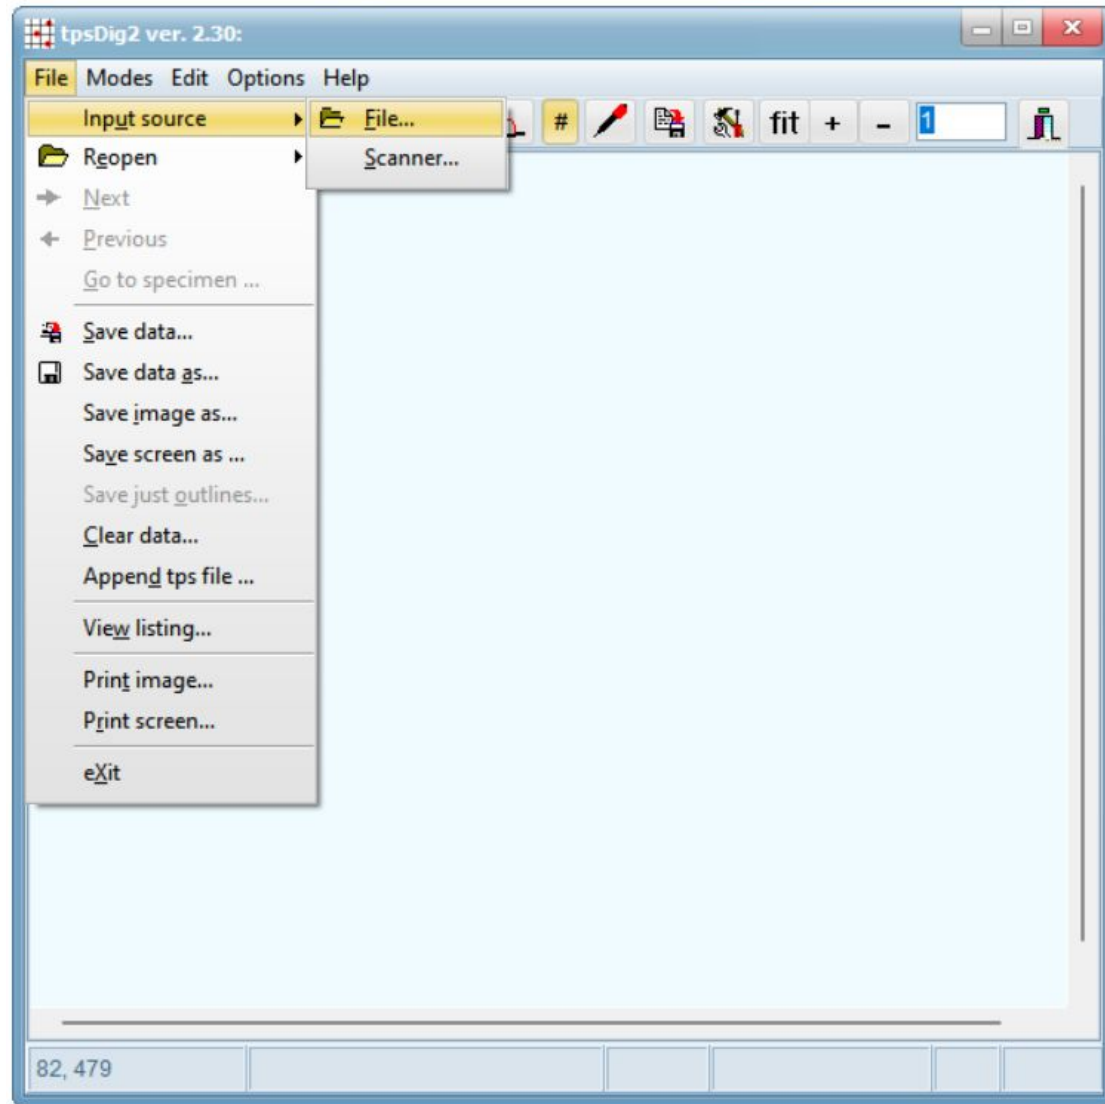 tpsDig2 ver. 2.30:
File Modes Edit Options Help
Input source
File...
# fit + - 1
Reopen
Scanner...
Next
Previous
Go to specimen ...
Save data...
Save data as...
Save image as...
Save screen as ...
Save just outlines...
Clear data...
Append tps file ...
View listing...
Print image...
Print screen...
eXit
82, 479